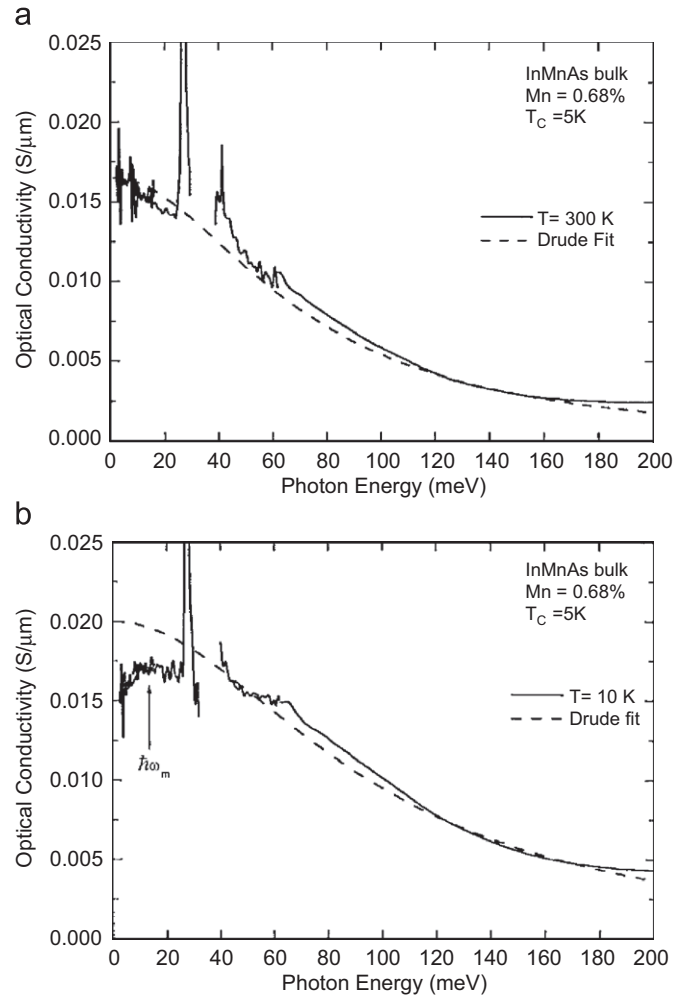 a
0.025
0.020
0.015
0.010
0.005
0.000
Optical Conductivity (S/μm)
InMnAs bulk
Mn = 0.68%
T_C =5K
T= 300 K
Drude Fit
0 20 40 60 80 100 120 140 160 180 200
Photon Energy (meV)
b
0.025
0.020
0.015
0.010
0.005
0.000
Optical Conductivity (S/μm)
InMnAs bulk
Mn = 0.68%
T_C =5K
T= 10 K
Drude fit
ħω_m
0 20 40 60 80 100 120 140 160 180 200
Photon Energy (meV)